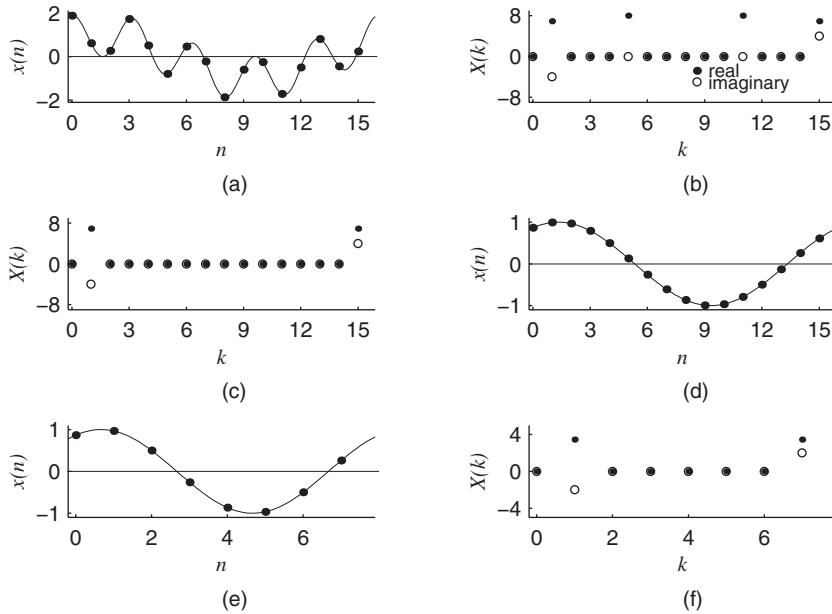 2
0
−2
x(n)
0 3 6 9 12 15
n
(a)
8
0
−8
X(k)
real
imaginary
0 3 6 9 12 15
k
(b)
8
0
−8
X(k)
0 3 6 9 12 15
k
(c)
1
0
−1
x(n)
0 3 6 9 12 15
n
(d)
1
0
−1
x(n)
0 2 4 6
n
(e)
4
0
−4
X(k)
0 2 4 6
k
(f)